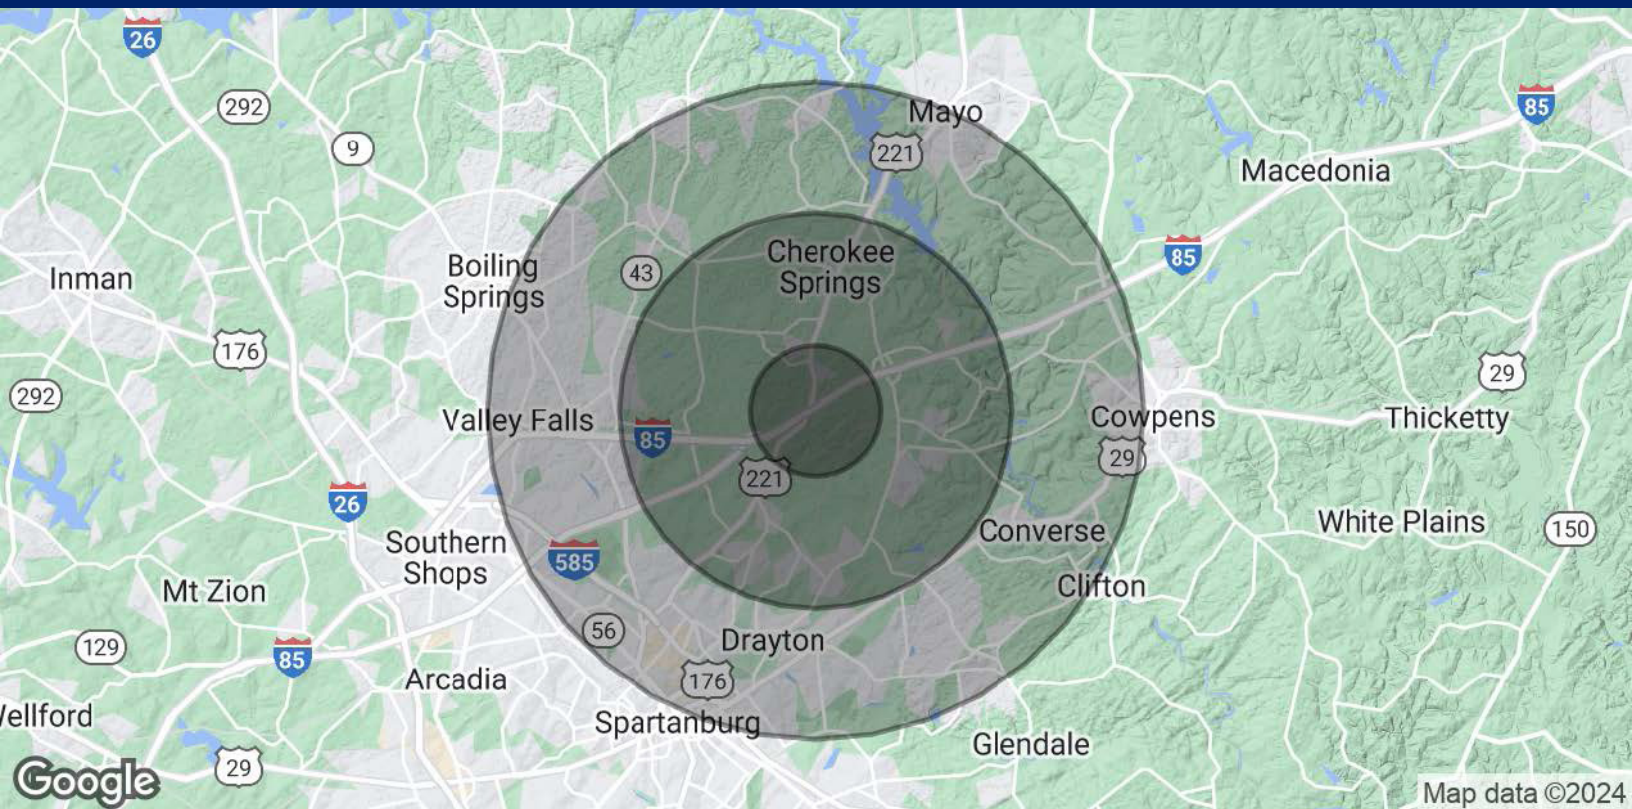 26
292
85
Mayo
9
221
Macedonia
Cherokee
Springs
85
Boiling
Springs
43
Inman
176
29
292
Valley Falls
85
Cowpens
Thicketty
29
221
26
White Plains
150
Converse
Southern
Shops
585
Mt Zion
Clifton
56
Drayton
129
85
Arcadia
176
Wellford
Spartanburg
Glendale
29
Google
Map data ©2024